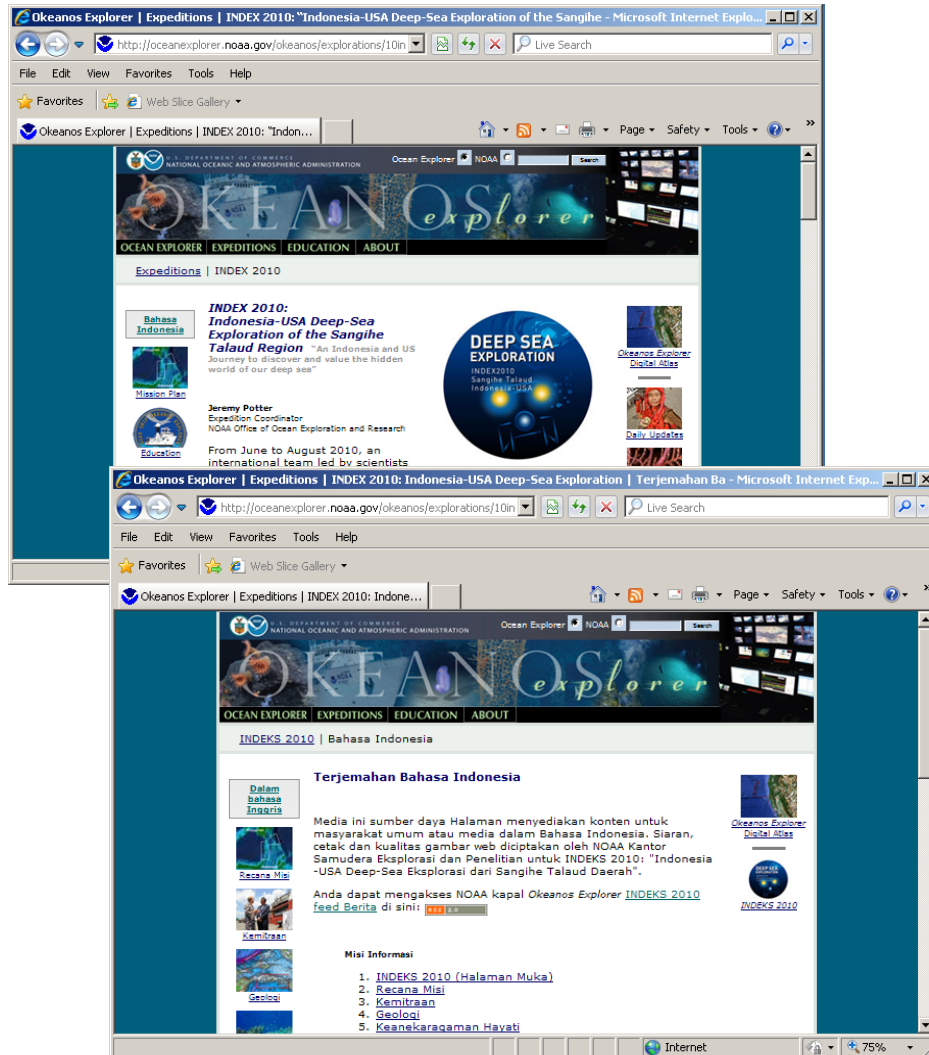 Okeanos Explorer | Expeditions | INDEX 2010: "Indonesia-USA Deep-Sea Exploration of the Sangihe - Microsoft Internet Explo...
http://oceanexplorer.noaa.gov/okeanos/explorations/10in
Live Search
File Edit View Favorites Tools Help
Favorites Web Slice Gallery
Okeanos Explorer | Expeditions | INDEX 2010: "Indon...
Page Safety Tools
U.S. DEPARTMENT OF COMMERCE
NATIONAL OCEANIC AND ATMOSPHERIC ADMINISTRATION
Ocean Explorer NOAA Search
OKEANOS explorer
OCEAN EXPLORER EXPEDITIONS EDUCATION ABOUT
Expeditions | INDEX 2010
Bahasa
Indonesia
Mission Plan
Education
INDEX 2010:
Indonesia-USA Deep-Sea
Exploration of the Sangihe
Talaud Region "An Indonesia and US
Journey to discover and value the hidden
world of our deep sea"
Jeremy Potter
Expedition Coordinator
NOAA Office of Ocean Exploration and Research
From June to August 2010, an
international team led by scientists
DEEP SEA
EXPLORATION
INDEX2010
Sangihe Talaud
Indonesia-USA
Okeanos Explorer
Digital Atlas
Daily Updates
Okeanos Explorer | Expeditions | INDEX 2010: Indonesia-USA Deep-Sea Exploration | Terjemahan Ba - Microsoft Internet Exp...
http://oceanexplorer.noaa.gov/okeanos/explorations/10in
Live Search
File Edit View Favorites Tools Help
Favorites Web Slice Gallery
Okeanos Explorer | Expeditions | INDEX 2010: Indone...
Page Safety Tools
U.S. DEPARTMENT OF COMMERCE
NATIONAL OCEANIC AND ATMOSPHERIC ADMINISTRATION
Ocean Explorer NOAA Search
OKEANOS explorer
OCEAN EXPLORER EXPEDITIONS EDUCATION ABOUT
INDEKS 2010 | Bahasa Indonesia
Dalam
bahasa
Inggris
Recana Misi
Kemitraan
Geologi
Terjemahan Bahasa Indonesia
Media ini sumber daya Halaman menyediakan konten untuk
masyarakat umum atau media dalam Bahasa Indonesia. Siaran,
cetak dan kualitas gambar web diciptakan oleh NOAA Kantor
Samudera Eksplorasi dan Penelitian untuk INDEKS 2010: "Indonesia
-USA Deep-Sea Eksplorasi dari Sangihe Talaud Daerah".
Anda dapat mengakses NOAA kapal Okeanos Explorer INDEKS 2010
feed Berita di sini:
Misi Informasi
1. INDEKS 2010 (Halaman Muka)
2. Recana Misi
3. Kemitraan
4. Geologi
5. Keanekaragaman Hayati
Okeanos Explorer
Digital Atlas
DEEP SEA
EXPLORATION
INDEKS 2010
Internet
75%